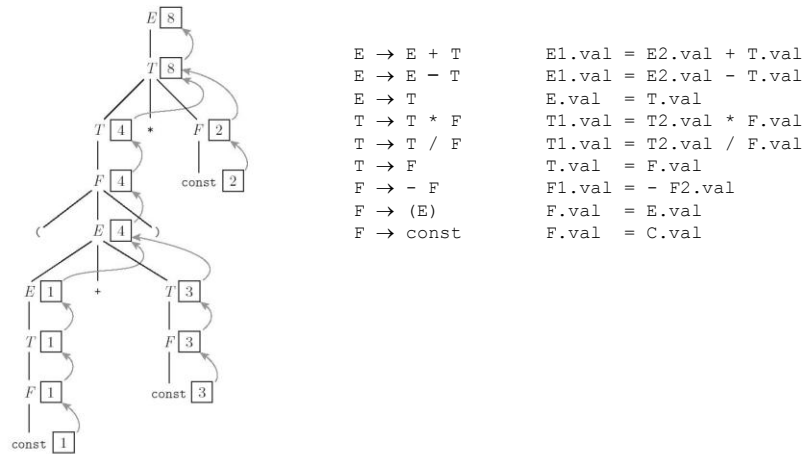 E 8
T 8
T 4 * F 2
const 2
F 4
( E 4 )
E 1 + T 3
T 1 F 3
F 1 const 3
const 1
E → E + T E1.val = E2.val + T.val
E → E – T E1.val = E2.val - T.val
E → T E.val = T.val
T → T * F T1.val = T2.val * F.val
T → T / F T1.val = T2.val / F.val
T → F T.val = F.val
F → - F F1.val = - F2.val
F → (E) F.val = E.val
F → const F.val = C.val